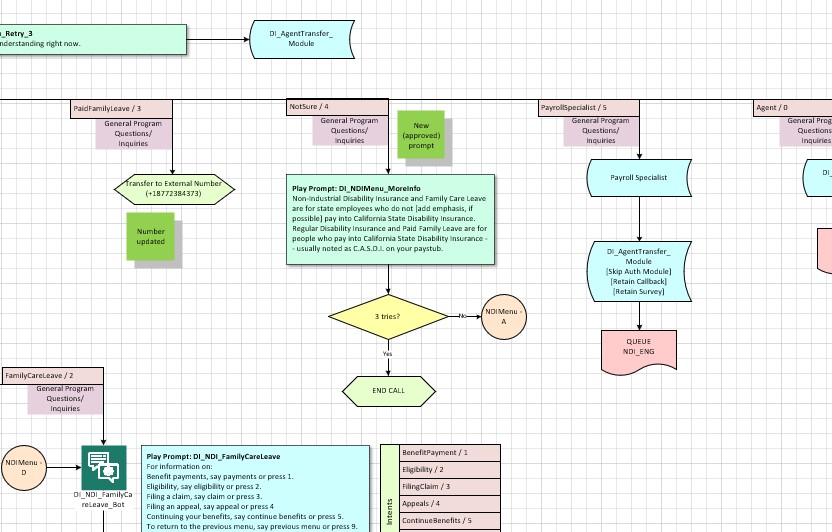 _Retry_3
nderstanding right now.
DI_AgentTransfer_
Module
PaidFamilyLeave / 3
General Program
Questions/
Inquiries
Transfer to External Number
(+18772384373)
Number
updated
NotSure / 4
General Program
Questions/
Inquiries
New
(approved)
prompt
Play Prompt: DI_NDIMenu_MoreInfo
Non-Industrial Disability Insurance and Family Care Leave
are for state employees who do not [add emphasis, if
possible] pay into California State Disability Insurance.
Regular Disability Insurance and Paid Family Leave are for
people who pay into California State Disability Insurance -
- usually noted as C.A.S.D.I. on your paystub.
3 tries?
No
NDIMenu -
A
Yes
END CALL
PayrollSpecialist / 5
General Program
Questions/
Inquiries
Payroll Specialist
DI_AgentTransfer_
Module
[Skip Auth Module]
[Retain Callback]
[Retain Survey]
QUEUE
NDI_ENG
Agent / 0
General Prog
Questions
Inquiries
DI_
FamilyCareLeave / 2
General Program
Questions/
Inquiries
NDIMenu -
D
DI_NDI_FamilyCa
reLeave_Bot
Play Prompt: DI_NDI_FamilyCareLeave
For information on:
Benefit payments, say payments or press 1.
Eligibility, say eligibility or press 2.
Filing a claim, say claim or press 3.
Filing an appeal, say appeal or press 4
Continuing your benefits, say continue benefits or press 5.
To return to the previous menu, say previous menu or press 9.
Intents
BenefitPayment / 1
Eligibility / 2
FilingClaim / 3
Appeals / 4
ContinueBenefits / 5